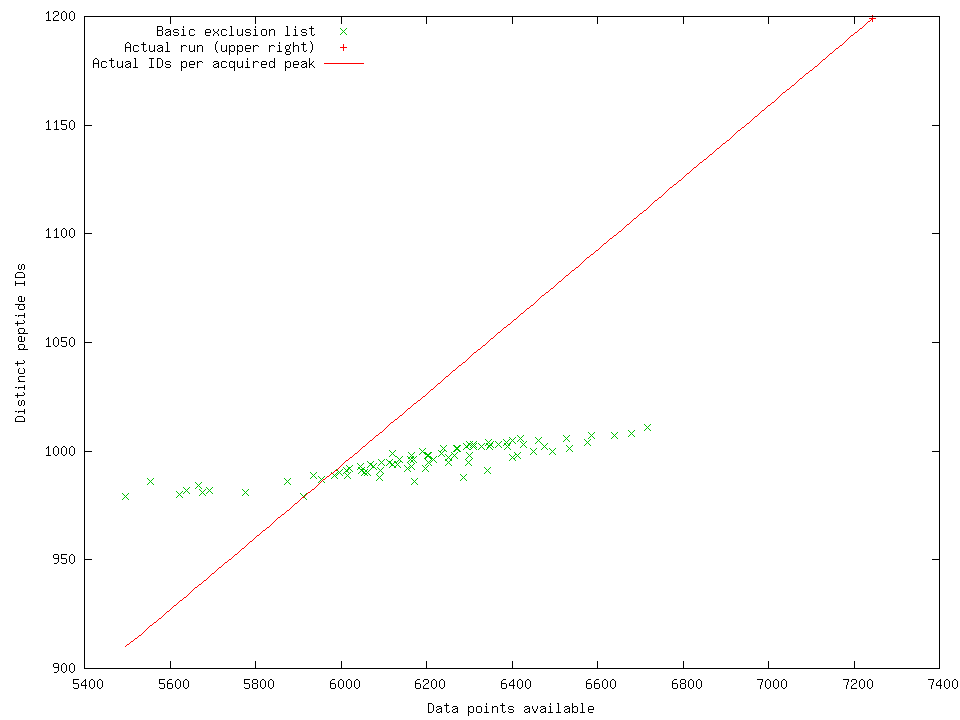 1200
1150
1100
1050
1000
950
900
Distinct peptide IDs
Basic exclusion list
Actual run (upper right)
Actual IDs per acquired peak
5400 5600 5800 6000 6200 6400 6600 6800 7000 7200 7400
Data points available